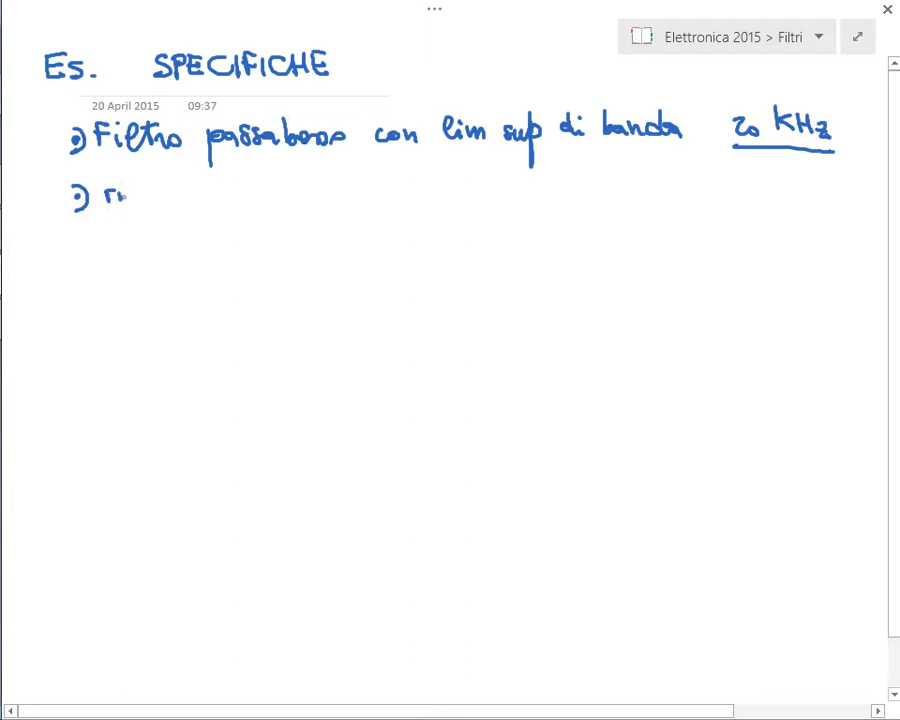 Elettronica 2015 > Filtri
Es. SPECIFICHE
20 April 2015 09:37
•) Filtro passabasso con lim sup di banda 20 KHz
•)